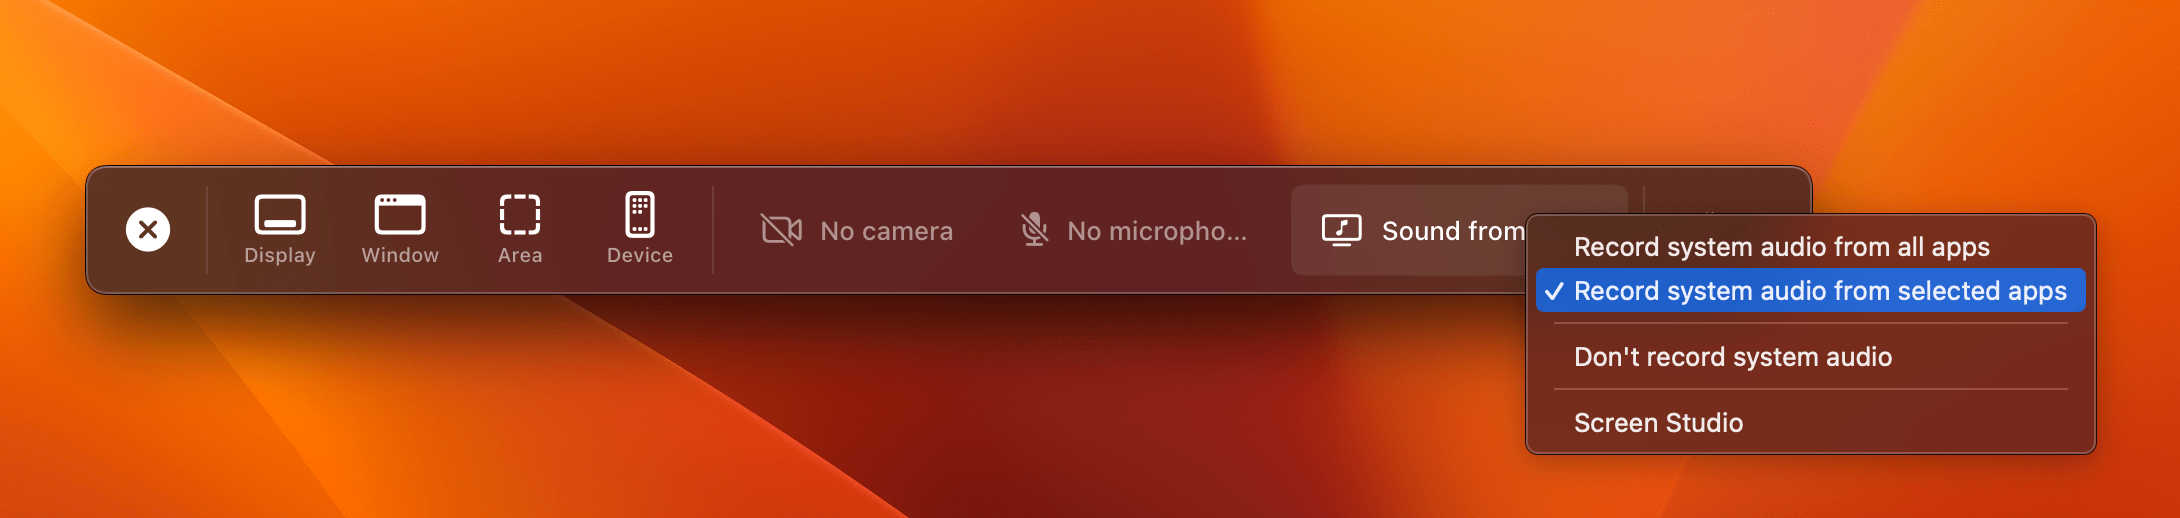 Display
Window
Area
Device
No camera
No micropho...
Sound from
Record system audio from all apps
✓ Record system audio from selected apps
Don't record system audio
Screen Studio